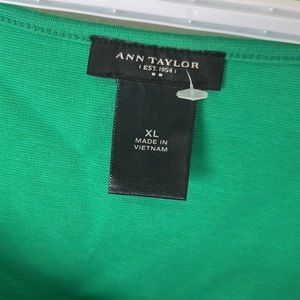 ANN TAYLOR
EST. 1954
XL
MADE IN
VIETNAM